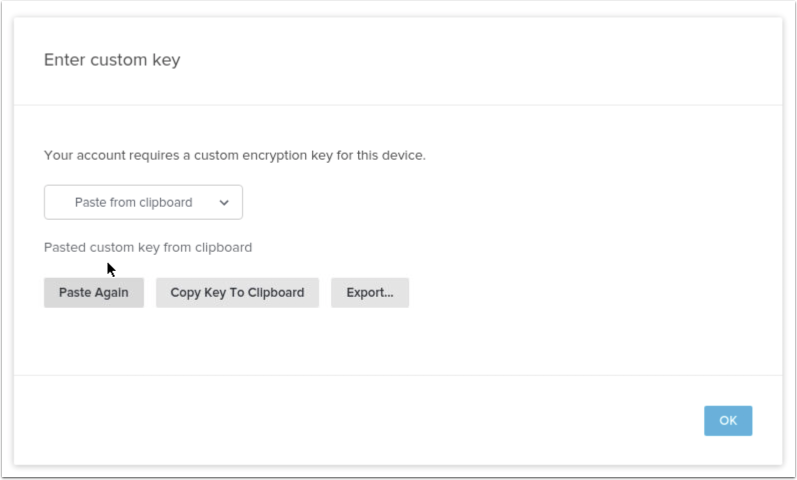 Enter custom key
Your account requires a custom encryption key for this device.
Paste from clipboard
Pasted custom key from clipboard
Paste Again Copy Key To Clipboard Export...
OK